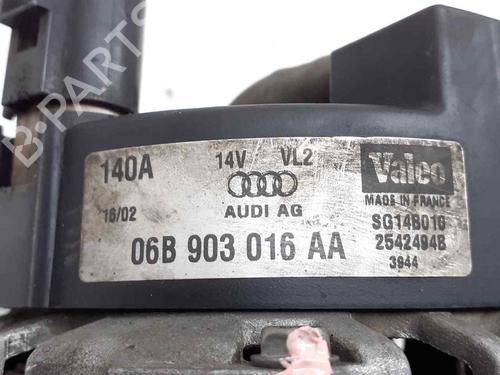 B-PARTS
140A 14V VL2 Valeo
MADE IN FRANCE
16/02 AUDI AG SG14B016
06B 903 016 AA 2542494B
3944